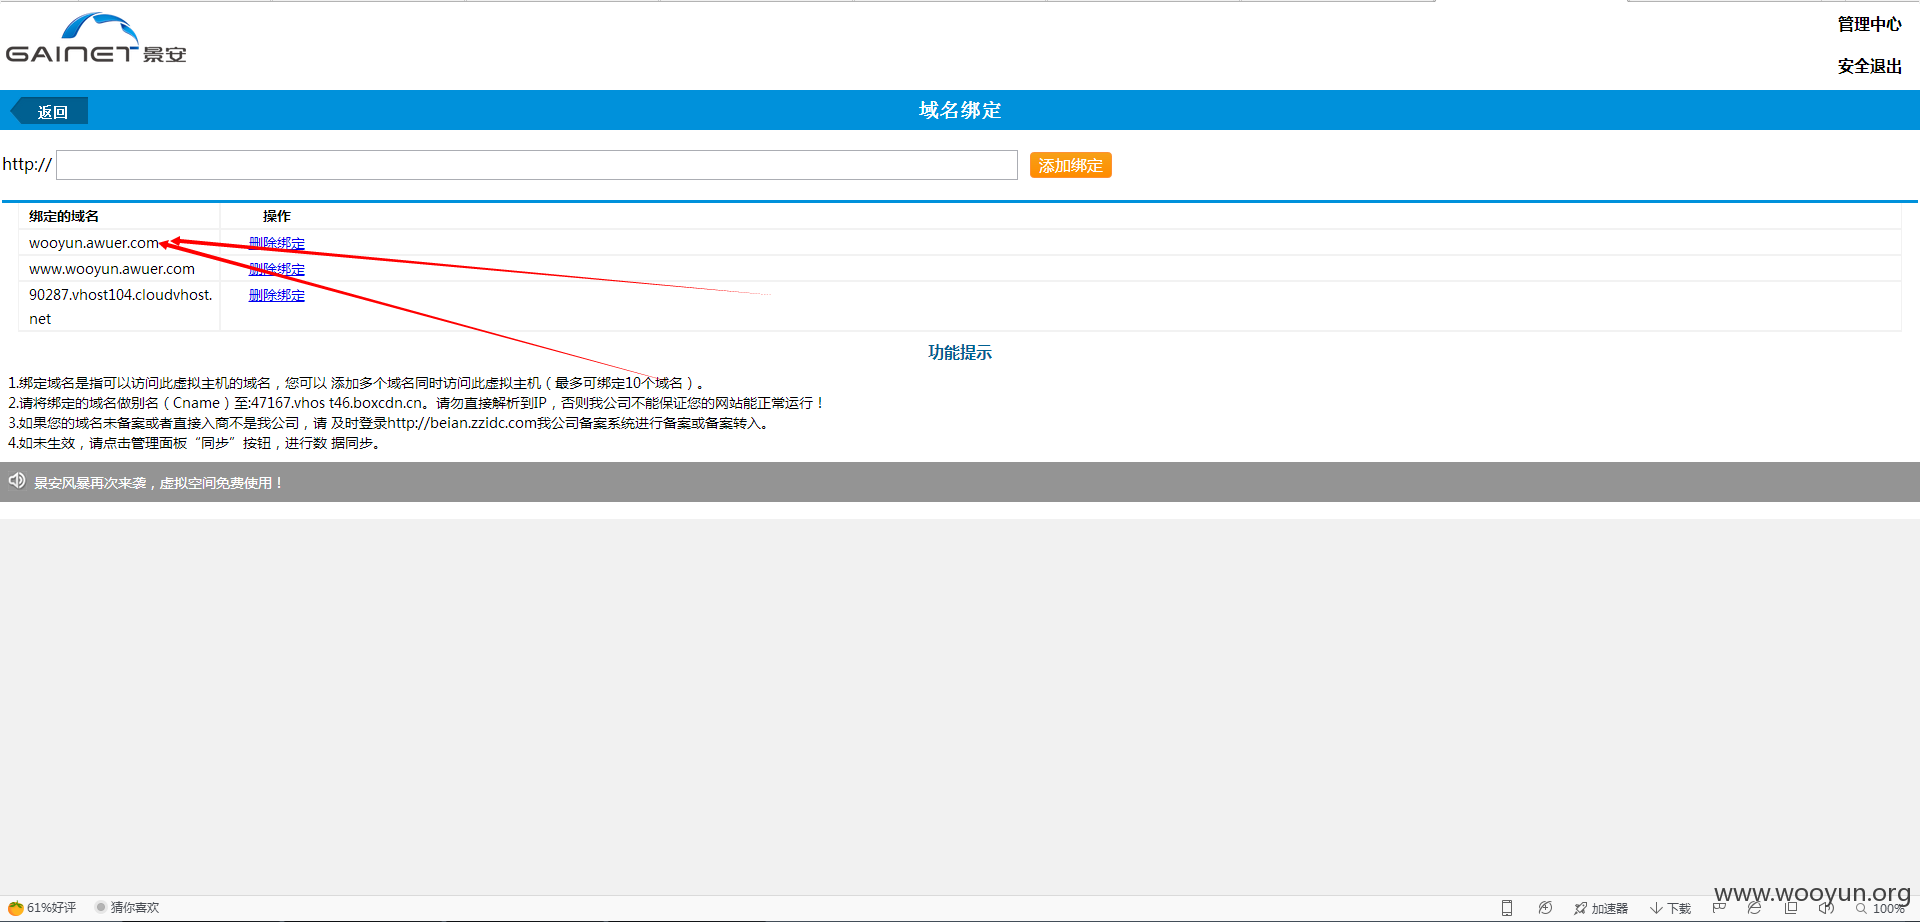 GAINET 景安
管理中心
安全退出
返回
域名绑定
http://
添加绑定
绑定的域名 操作
wooyun.awuer.com 删除绑定
www.wooyun.awuer.com 删除绑定
90287.vhost104.cloudvhost. 删除绑定
net
功能提示
1.绑定域名是指可以访问此虚拟主机的域名，您可以 添加多个域名同时访问此虚拟主机（最多可绑定10个域名）。
2.请将绑定的域名做别名（Cname）至:47167.vhos t46.boxcdn.cn。请勿直接解析到IP，否则我公司不能保证您的网站能正常运行！
3.如果您的域名未备案或者直接入商不是我公司，请 及时登录http://beian.zzidc.com我公司备案系统进行备案或备案转入。
4.如未生效，请点击管理面板“同步”按钮，进行数 据同步。
景安风暴再次来袭，虚拟空间免费使用！
www.wooyun.org
61%好评 猜你喜欢 加速器 下载 100%